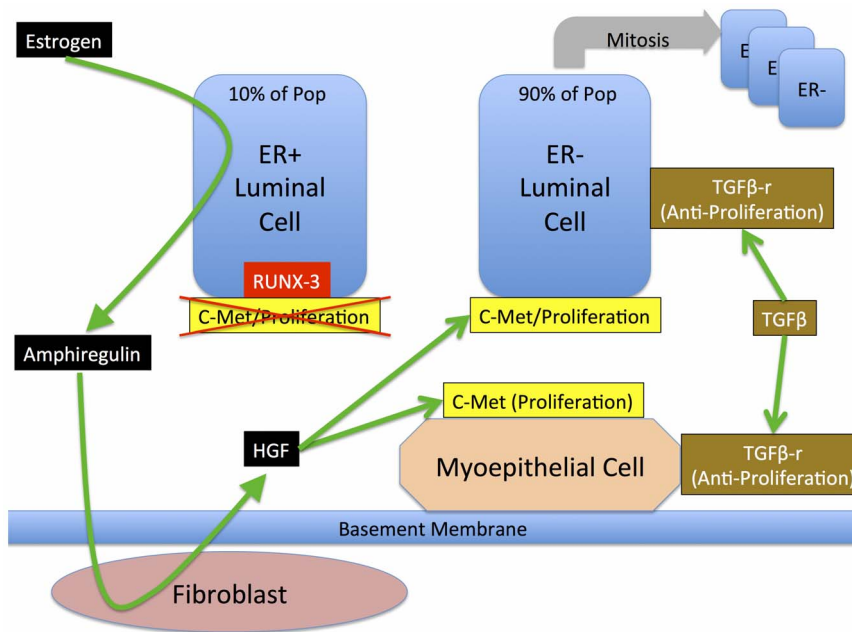 Estrogen
Mitosis
E
E
ER-
10% of Pop
ER+
Luminal
Cell
90% of Pop
ER-
Luminal
Cell
TGFβ-r
(Anti-Proliferation)
RUNX-3
C-Met/Proliferation
C-Met/Proliferation
TGFβ
Amphiregulin
C-Met (Proliferation)
HGF
Myoepithelial Cell
TGFβ-r
(Anti-Proliferation)
Basement Membrane
Fibroblast